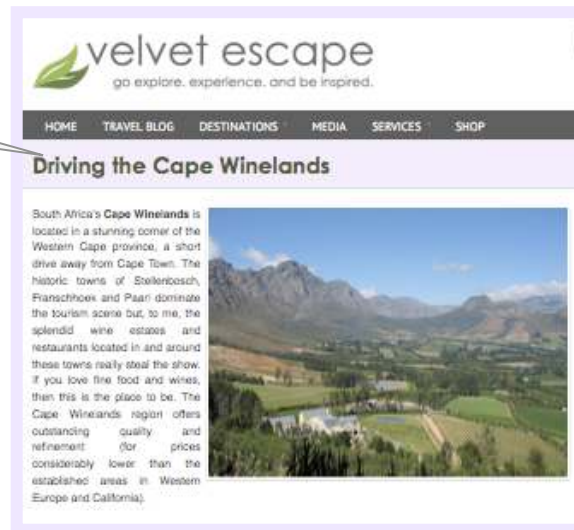 velvet escape
go explore. experience. and be inspired.
HOME TRAVEL BLOG DESTINATIONS MEDIA SERVICES SHOP
Driving the Cape Winelands
South Africa's Cape Winelands is
located in a stunning corner of the
Western Cape province, a short
drive away from Cape Town. The
historic towns of Stellenbosch,
Franschhoek and Paarl dominate
the tourism scene but, to me, the
splendid wine estates and
restaurants located in and around
these towns really steal the show.
If you love fine food and wines,
then this is the place to be. The
Cape Winelands region offers
outstanding quality and
refinement (for prices
considerably lower than the
established areas in Western
Europe and California).